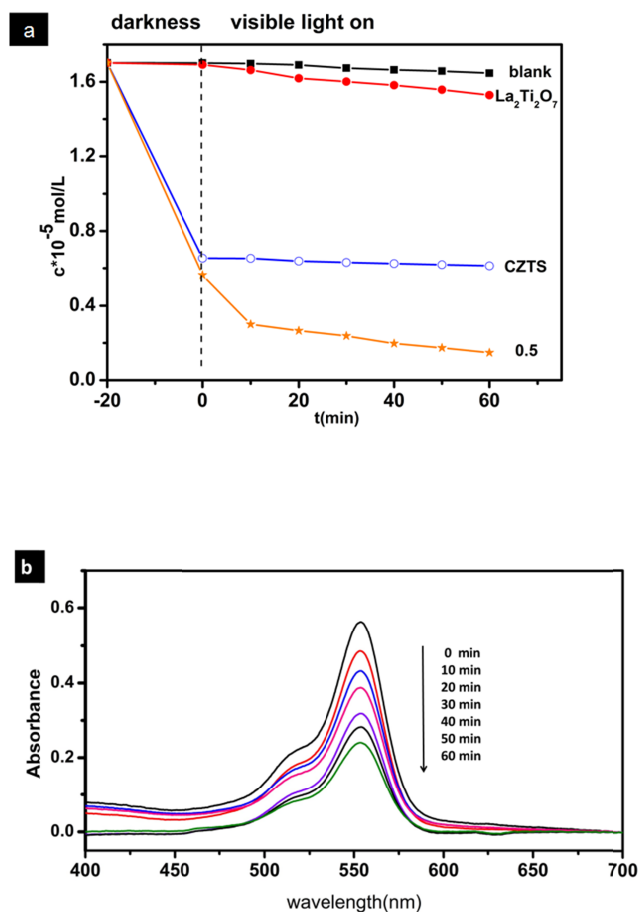 a
darkness visible light on
c*10⁻⁵mol/L
1.6
1.2
0.8
0.4
0.0
blank
La₂Ti₂O₇
CZTS
0.5
-20 0 20 40 60
t(min)
b
Absorbance
0.6
0.4
0.2
0.0
0 min
10 min
20 min
30 min
40 min
50 min
60 min
400 450 500 550 600 650 700
wavelength(nm)